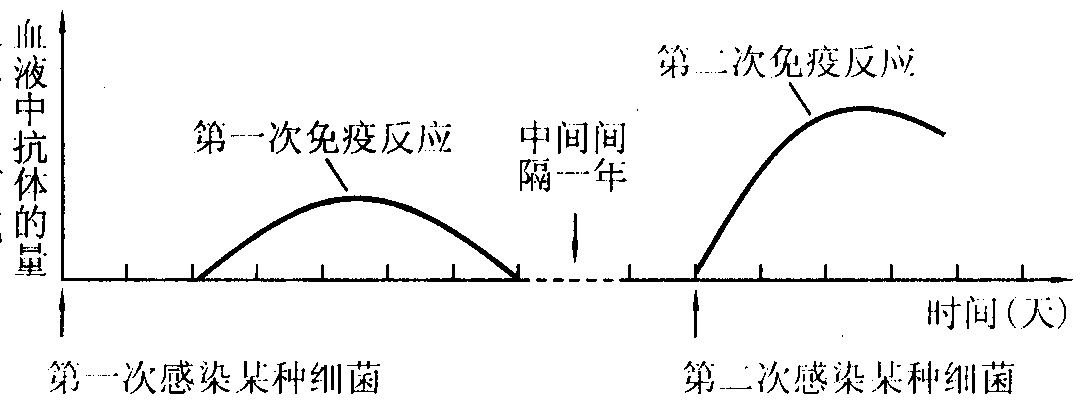 血液中抗体的量
第二次免疫反应
第一次免疫反应
中间间
隔一年
时间(天)
第一次感染某种细菌
第二次感染某种细菌